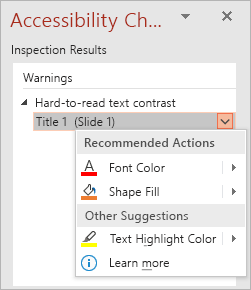 Accessibility Ch...
Inspection Results
Warnings
Hard-to-read text contrast
Title 1 (Slide 1)
Recommended Actions
Font Color
Shape Fill
Other Suggestions
Text Highlight Color
Learn more